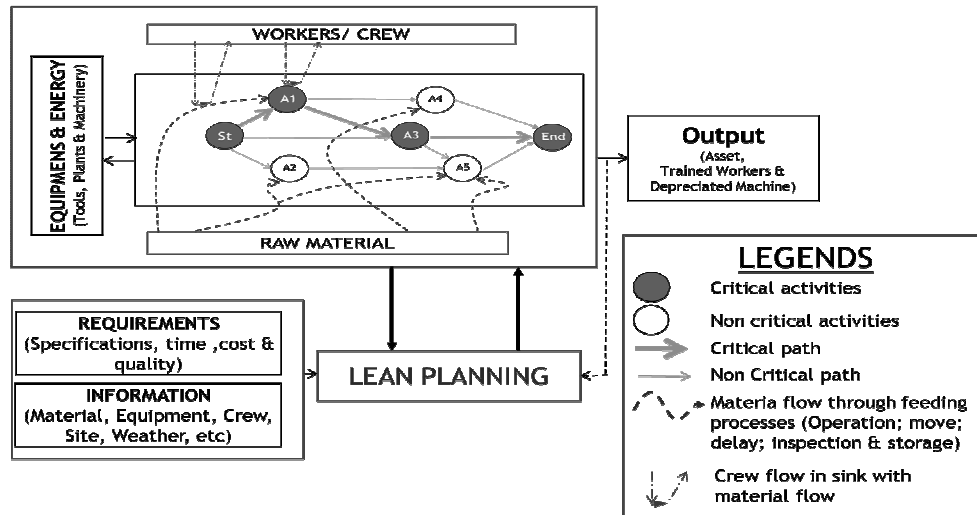 WORKERS/ CREW
EQUIPMENS & ENERGY
(Tools, Plants & Machinery)
A1
A4
St
A3
End
A2
A5
RAW MATERIAL
Output
(Asset,
Trained Workers &
Depreciated Machine)
REQUIREMENTS
(Specifications, time ,cost &
quality)
INFORMATION
(Material, Equipment, Crew,
Site, Weather, etc)
LEAN PLANNING
LEGENDS
Critical activities
Non critical activities
Critical path
Non Critical path
Materia flow through feeding
processes (Operation; move;
delay; inspection & storage)
Crew flow in sink with
material flow